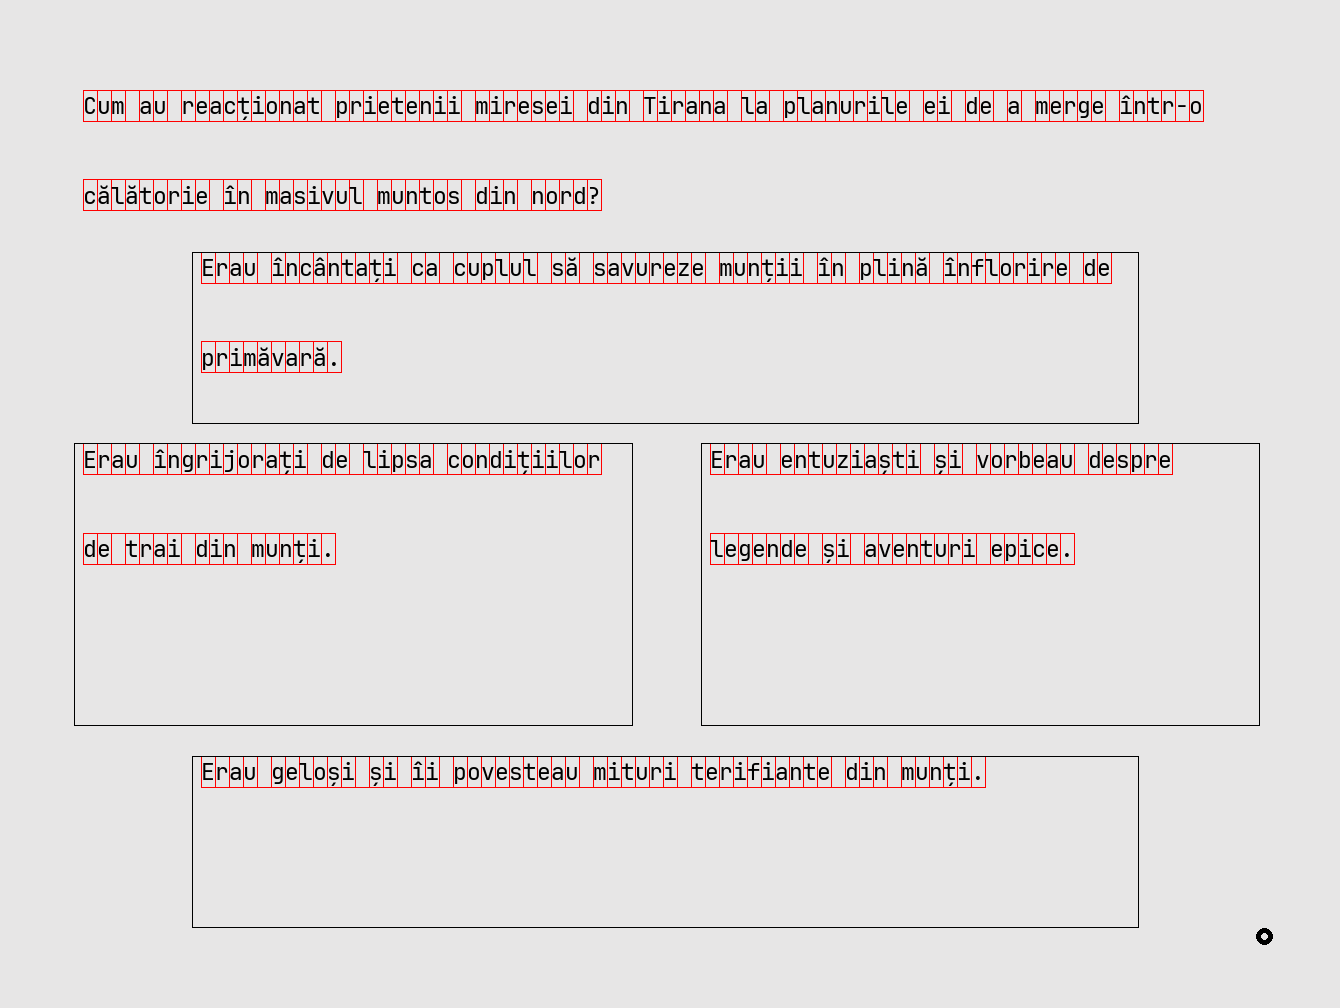 Cum au reacționat prietenii miresei din Tirana la planurile ei de a merge într-o
călătorie în masivul muntos din nord?
Erau încântați ca cuplul să savureze munții în plină înflorire de
primăvară.
Erau îngrijorați de lipsa condițiilor
de trai din munți.
Erau entuziaști și vorbeau despre
legende și aventuri epice.
Erau geloși și îi povesteau mituri terifiante din munți.